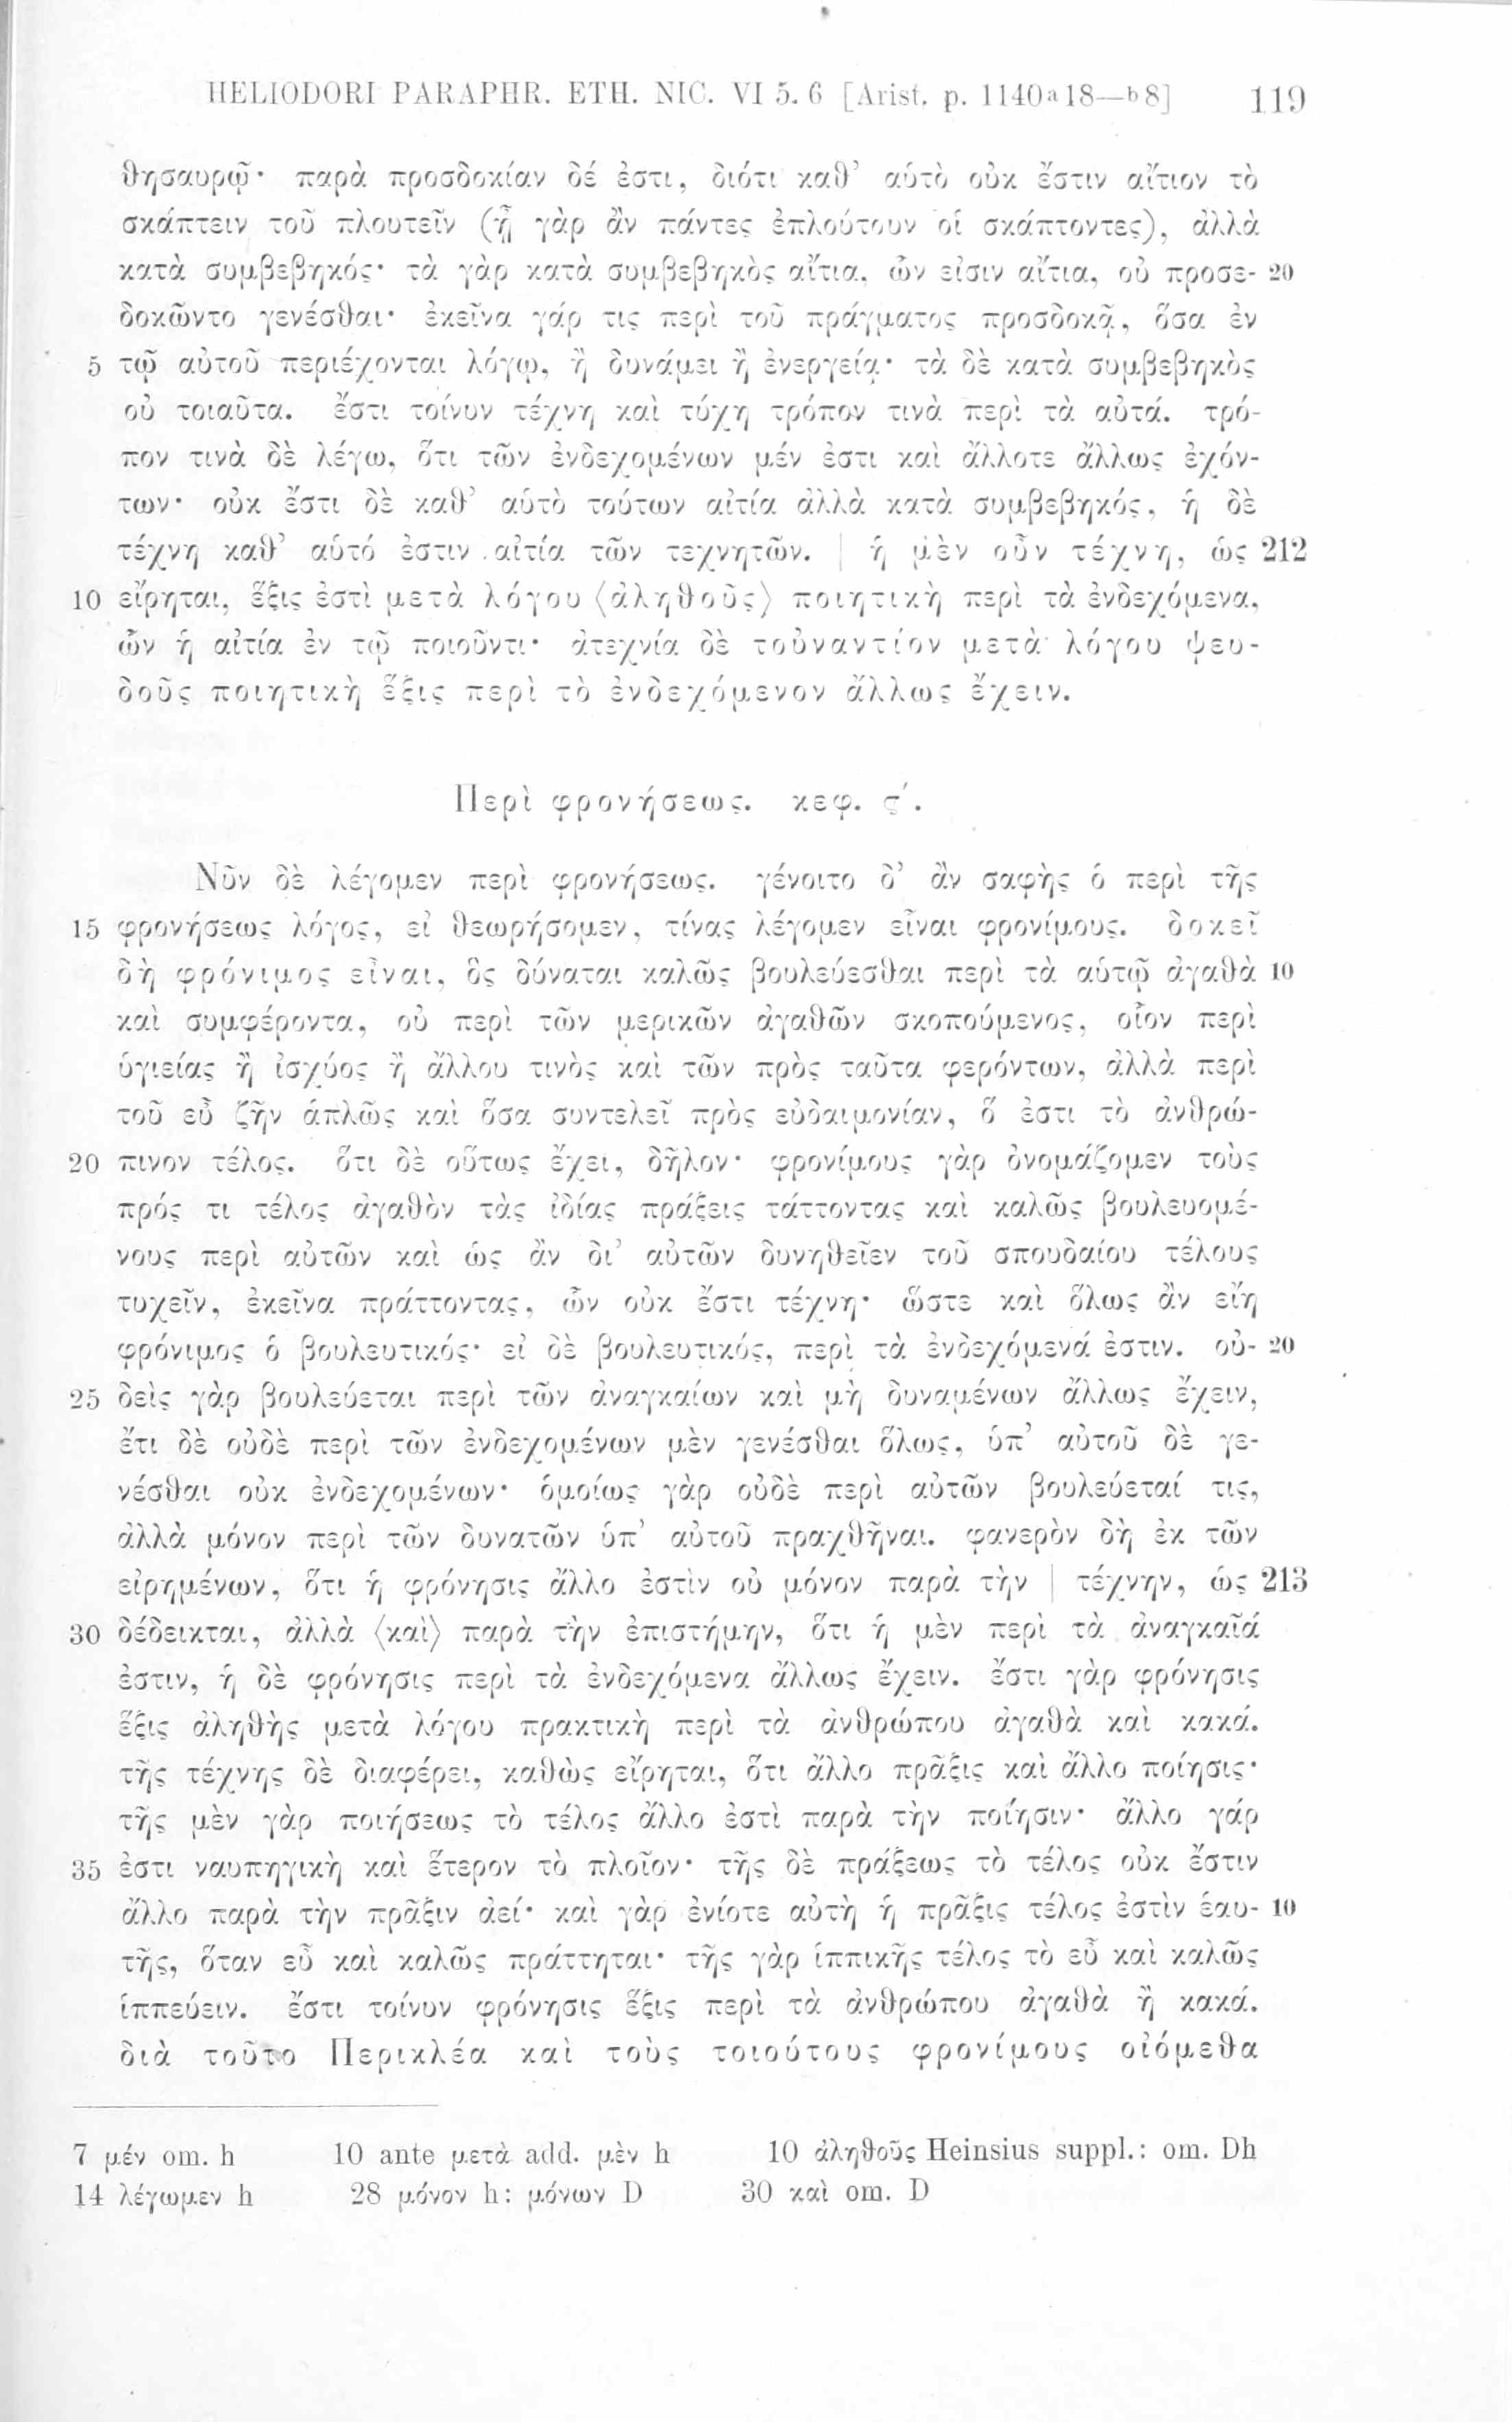 HELIODORI PARAPHR. ETH. NIC. VI 5. 6 [Arist. p. 1140ᵃ18—ᵇ8] 119
θησαυρῷ· παρὰ προσδοκίαν δέ ἐστι, διότι καθ’ αὑτὸ οὐκ ἔστιν αἴτιον τὸ
σκάπτειν τοῦ πλουτεῖν (ἦ γὰρ ἂν πάντες ἐπλούτουν οἱ σκάπτοντες), ἀλλὰ
κατὰ συμβεβηκός· τὰ γὰρ κατὰ συμβεβηκὸς αἴτια, ὧν εἰσιν αἴτια, οὐ προσε- 20
δοκῶντο γενέσθαι· ἐκεῖνα γάρ τις περὶ τοῦ πράγματος προσδοκᾷ, ὅσα ἐν
5 τῷ αὐτοῦ περιέχονται λόγῳ, ἢ δυνάμει ἢ ἐνεργείᾳ· τὰ δὲ κατὰ συμβεβηκὸς
οὐ τοιαῦτα. ἔστι τοίνυν τέχνη καὶ τύχη τρόπον τινὰ περὶ τὰ αὐτά. τρό-
πον τινὰ δὲ λέγω, ὅτι τῶν ἐνδεχομένων μέν ἐστι καὶ ἄλλοτε ἄλλως ἐχόν-
των· οὐκ ἔστι δὲ καθ’ αὑτὸ τούτων αἰτία ἀλλὰ κατὰ συμβεβηκός, ἡ δὲ
τέχνη καθ’ αὑτό ἐστιν αἰτία τῶν τεχνητῶν. | ἡ μὲν οὖν τέχνη, ὡς 212
10 εἴρηται, ἕξις ἐστὶ μετὰ λόγου ⟨ἀληθοῦς⟩ ποιητικὴ περὶ τὰ ἐνδεχόμενα,
ὧν ἡ αἰτία ἐν τῷ ποιοῦντι· ἀτεχνία δὲ τοὐναντίον μετὰ λόγου ψευ-
δοῦς ποιητικὴ ἕξις περὶ τὸ ἐνδεχόμενον ἄλλως ἔχειν.
Περὶ φρονήσεως. κεφ. ϛ′.
Νῦν δὲ λέγομεν περὶ φρονήσεως. γένοιτο δ’ ἂν σαφὴς ὁ περὶ τῆς
15 φρονήσεως λόγος, εἰ θεωρήσομεν, τίνας λέγομεν εἶναι φρονίμους. δοκεῖ
δὴ φρόνιμος εἶναι, ὃς δύναται καλῶς βουλεύεσθαι περὶ τὰ αὑτῷ ἀγαθὰ 10
καὶ συμφέροντα, οὐ περὶ τῶν μερικῶν ἀγαθῶν σκοπούμενος, οἷον περὶ
ὑγιείας ἢ ἰσχύος ἢ ἄλλου τινὸς καὶ τῶν πρὸς ταῦτα φερόντων, ἀλλὰ περὶ
τοῦ εὖ ζῆν ἁπλῶς καὶ ὅσα συντελεῖ πρὸς εὐδαιμονίαν, ὅ ἐστι τὸ ἀνθρώ-
20 πινον τέλος. ὅτι δὲ οὕτως ἔχει, δῆλον· φρονίμους γὰρ ὀνομάζομεν τοὺς
πρός τι τέλος ἀγαθὸν τὰς ἰδίας πράξεις τάττοντας καὶ καλῶς βουλευομέ-
νους περὶ αὐτῶν καὶ ὡς ἂν δι’ αὐτῶν δυνηθεῖεν τοῦ σπουδαίου τέλους
τυχεῖν, ἐκεῖνα πράττοντας, ὧν οὐκ ἔστι τέχνη· ὥστε καὶ ὅλως ἂν εἴη
φρόνιμος ὁ βουλευτικός· εἰ δὲ βουλευτικός, περὶ τὰ ἐνδεχόμενά ἐστιν. οὐ- 20
25 δεὶς γὰρ βουλεύεται περὶ τῶν ἀναγκαίων καὶ μὴ δυναμένων ἄλλως ἔχειν,
ἔτι δὲ οὐδὲ περὶ τῶν ἐνδεχομένων μὲν γενέσθαι ὅλως, ὑπ’ αὐτοῦ δὲ γε-
νέσθαι οὐκ ἐνδεχομένων· ὁμοίως γὰρ οὐδὲ περὶ αὐτῶν βουλεύεταί τις,
ἀλλὰ μόνον περὶ τῶν δυνατῶν ὑπ’ αὐτοῦ πραχθῆναι. φανερὸν δὴ ἐκ τῶν
εἰρημένων, ὅτι ἡ φρόνησις ἄλλο ἐστὶν οὐ μόνον παρὰ τὴν | τέχνην, ὡς 213
30 δέδεικται, ἀλλὰ ⟨καὶ⟩ παρὰ τὴν ἐπιστήμην, ὅτι ἡ μὲν περὶ τὰ ἀναγκαῖά
ἐστιν, ἡ δὲ φρόνησις περὶ τὰ ἐνδεχόμενα ἄλλως ἔχειν. ἔστι γὰρ φρόνησις
ἕξις ἀληθὴς μετὰ λόγου πρακτικὴ περὶ τὰ ἀνθρώπου ἀγαθὰ καὶ κακά.
τῆς τέχνης δὲ διαφέρει, καθὼς εἴρηται, ὅτι ἄλλο πρᾶξις καὶ ἄλλο ποίησις·
τῆς μὲν γὰρ ποιήσεως τὸ τέλος ἄλλο ἐστὶ παρὰ τὴν ποίησιν· ἄλλο γάρ
35 ἐστι ναυπηγικὴ καὶ ἕτερον τὸ πλοῖον· τῆς δὲ πράξεως τὸ τέλος οὐκ ἔστιν
ἄλλο παρὰ τὴν πρᾶξιν ἀεί· καὶ γὰρ ἐνίοτε αὐτὴ ἡ πρᾶξις τέλος ἐστὶν ἑαυ- 10
τῆς, ὅταν εὖ καὶ καλῶς πράττηται· τῆς γὰρ ἱππικῆς τέλος τὸ εὖ καὶ καλῶς
ἱππεύειν. ἔστι τοίνυν φρόνησις ἕξις περὶ τὰ ἀνθρώπου ἀγαθὰ ἢ κακά.
διὰ τοῦτο Περικλέα καὶ τοὺς τοιούτους φρονίμους οἰόμεθα
7 μέν om. h 10 ante μετὰ add. μὲν h 10 ἀληθοῦς Heinsius suppl.: om. Dh
14 λέγωμεν h 28 μόνον h: μόνων D 30 καὶ om. D